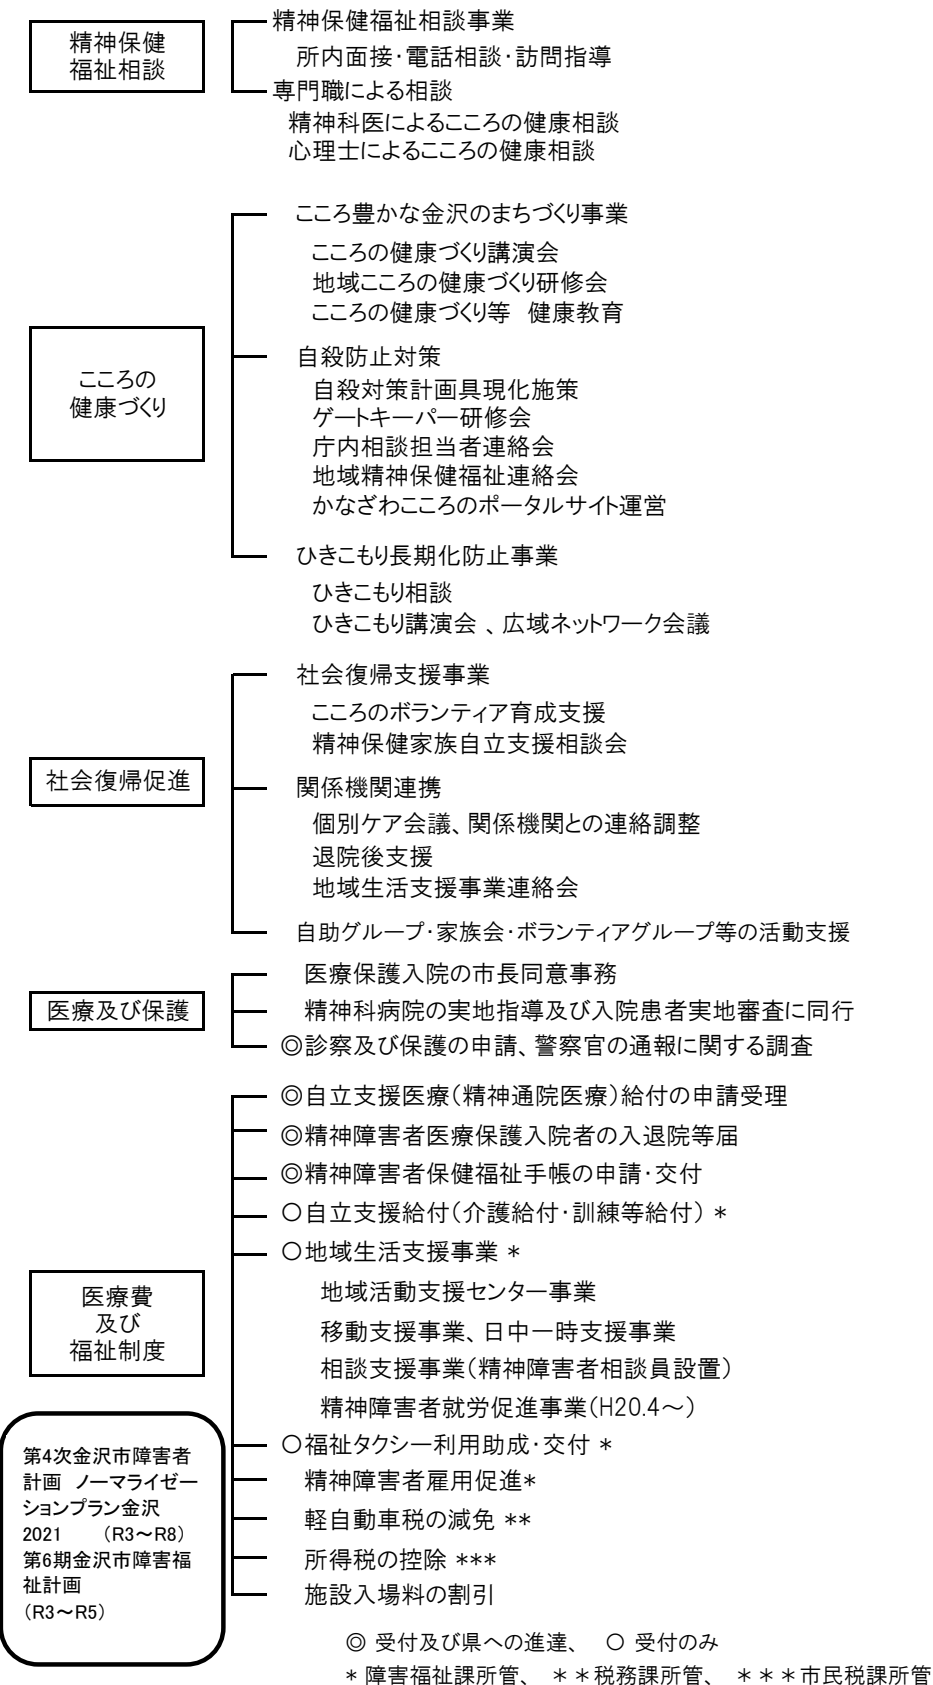 精神保健
福祉相談
精神保健福祉相談事業
所内面接・電話相談・訪問指導
専門職による相談
精神科医によるこころの健康相談
心理士によるこころの健康相談
こころの
健康づくり
こころ豊かな金沢のまちづくり事業
こころの健康づくり講演会
地域こころの健康づくり研修会
こころの健康づくり等　健康教育
自殺防止対策
自殺対策計画具現化施策
ゲートキーパー研修会
庁内相談担当者連絡会
地域精神保健福祉連絡会
かなざわこころのポータルサイト運営
ひきこもり長期化防止事業
ひきこもり相談
ひきこもり講演会 、広域ネットワーク会議
社会復帰促進
社会復帰支援事業
こころのボランティア育成支援
精神保健家族自立支援相談会
関係機関連携
個別ケア会議、関係機関との連絡調整
退院後支援
地域生活支援事業連絡会
自助グループ・家族会・ボランティアグループ等の活動支援
医療及び保護
医療保護入院の市長同意事務
精神科病院の実地指導及び入院患者実地審査に同行
◎診察及び保護の申請、警察官の通報に関する調査
医療費
及び
福祉制度
◎自立支援医療（精神通院医療）給付の申請受理
◎精神障害者医療保護入院者の入退院等届
◎精神障害者保健福祉手帳の申請・交付
○自立支援給付（介護給付・訓練等給付） *
○地域生活支援事業 *
地域活動支援センター事業
移動支援事業、日中一時支援事業
相談支援事業（精神障害者相談員設置）
精神障害者就労促進事業（H20.4～）
○福祉タクシー利用助成・交付 *
精神障害者雇用促進*
軽自動車税の減免 **
所得税の控除 ***
施設入場料の割引
第4次金沢市障害者
計画　ノーマライゼー
ションプラン金沢
2021　　（R3～R8）
第6期金沢市障害福
祉計画
（R3～R5）
◎ 受付及び県への進達、　○ 受付のみ
* 障害福祉課所管、　＊＊税務課所管、　＊＊＊市民税課所管